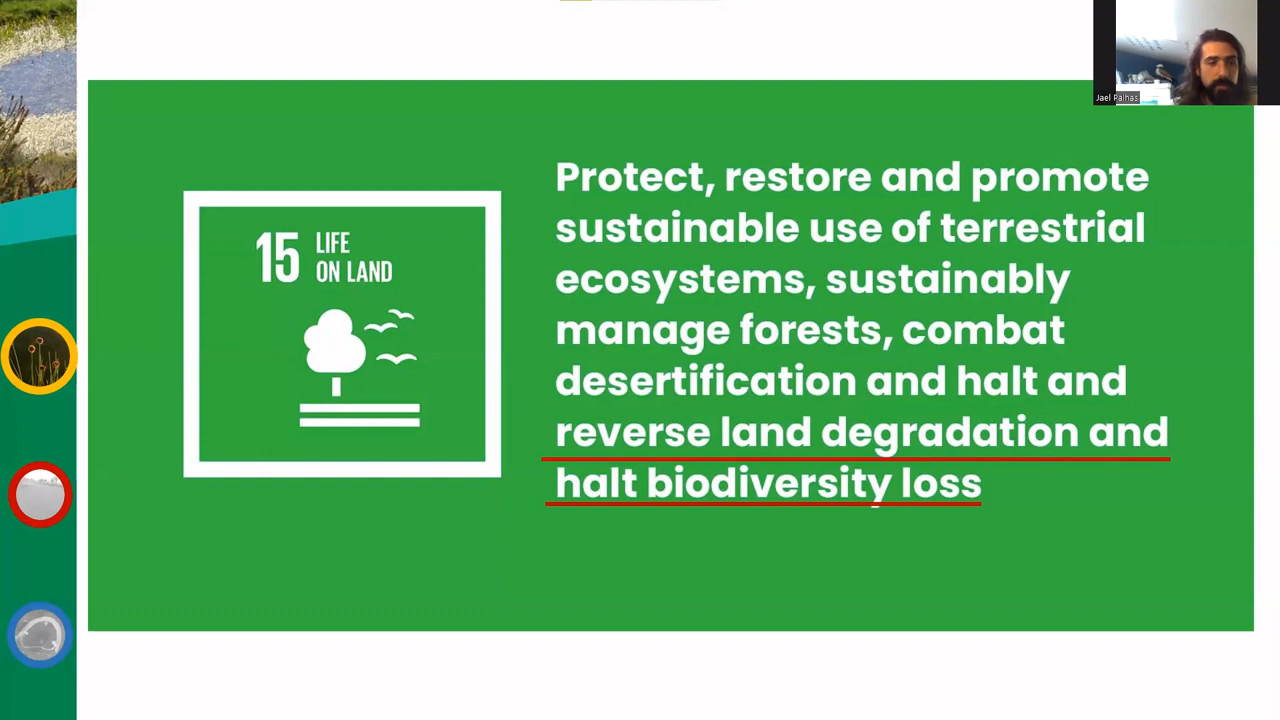 Jael Palhas
15 LIFE
ON LAND
Protect, restore and promote
sustainable use of terrestrial
ecosystems, sustainably
manage forests, combat
desertification and halt and
reverse land degradation and
halt biodiversity loss